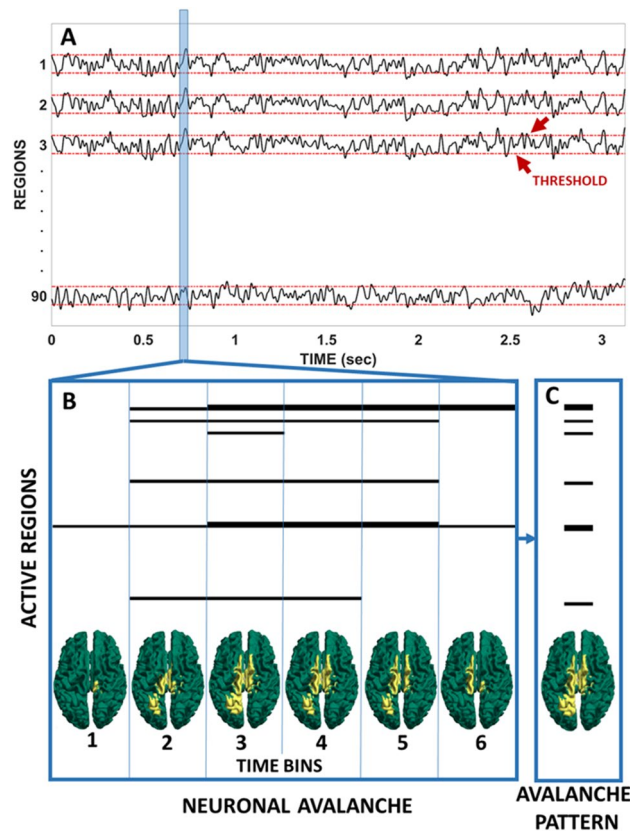 A
1
2
3
THRESHOLD
REGIONS
.
.
.
.
.
.
90
0 0.5 1 1.5 2 2.5 3
TIME (sec)
B
C
ACTIVE REGIONS
1 2 3 4 5 6
TIME BINS
NEURONAL AVALANCHE
AVALANCHE
PATTERN